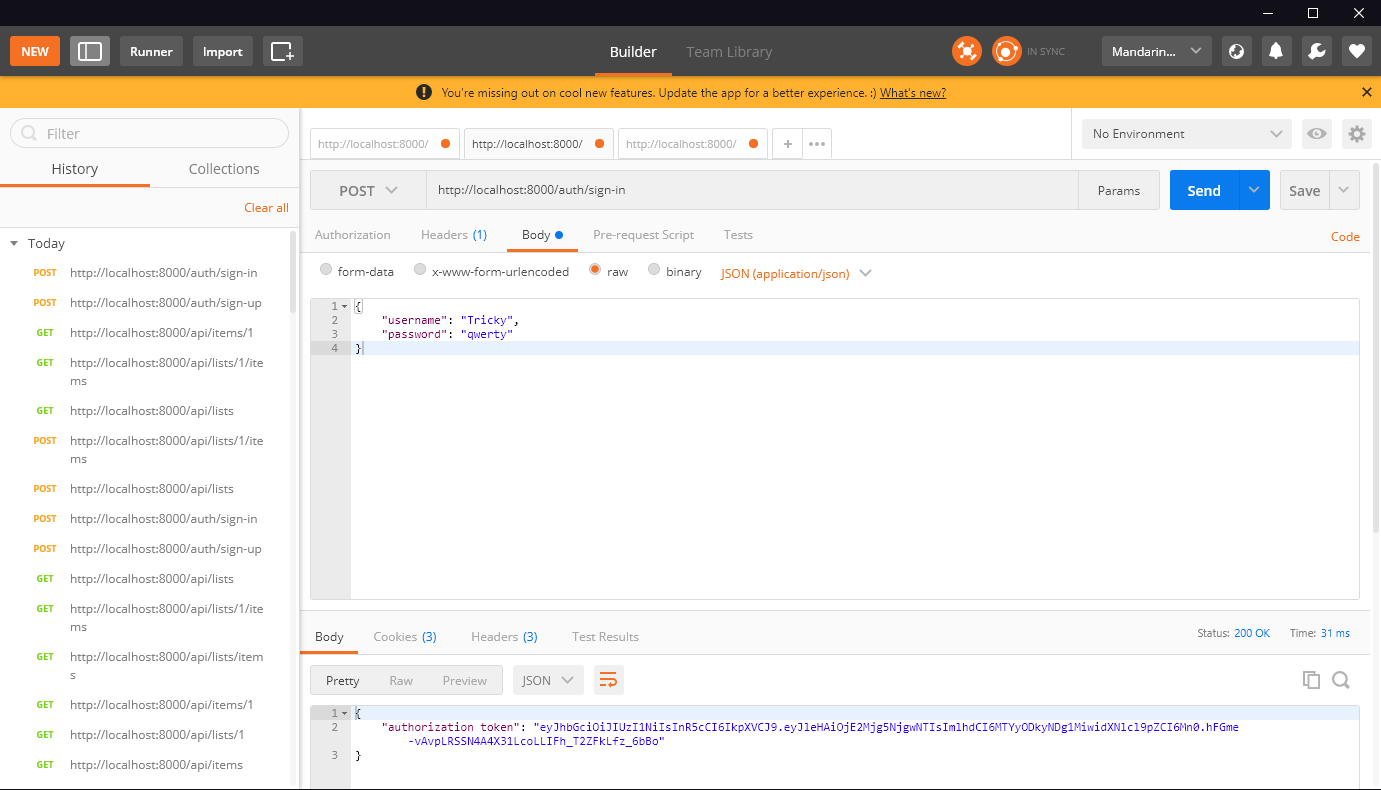 NEW Runner Import Builder Team Library IN SYNC Mandarin...
You're missing out on cool new features. Update the app for a better experience. :) What's new?
Filter
History Collections
Clear all
Today
POST http://localhost:8000/auth/sign-in
POST http://localhost:8000/auth/sign-up
GET http://localhost:8000/api/items/1
GET http://localhost:8000/api/lists/1/ite
ms
GET http://localhost:8000/api/lists
POST http://localhost:8000/api/lists/1/ite
ms
POST http://localhost:8000/api/lists
POST http://localhost:8000/auth/sign-in
POST http://localhost:8000/auth/sign-up
GET http://localhost:8000/api/lists
GET http://localhost:8000/api/lists/1/ite
ms
GET http://localhost:8000/api/lists/item
s
GET http://localhost:8000/api/items/1
GET http://localhost:8000/api/lists/1
GET http://localhost:8000/api/items
http://localhost:8000/ http://localhost:8000/ http://localhost:8000/ + •••
No Environment
POST http://localhost:8000/auth/sign-in Params Send Save
Authorization Headers (1) Body Pre-request Script Tests Code
form-data x-www-form-urlencoded raw binary JSON (application/json)
1 {
2 "username": "Tricky",
3 "password": "qwerty"
4 }
Body Cookies (3) Headers (3) Test Results Status: 200 OK Time: 31 ms
Pretty Raw Preview JSON
1 {
2 "authorization token": "eyJhbGciOiJIUzI1NiIsInR5cCI6IkpXVCJ9.eyJleHAiOjE2Mjg5NjgwNTIsImlhdCI6MTYyODkyNDg1MiwidXNlcl9pZCI6Mn0.hFGme
-vAvpLRSSN4A4X31LcoLLIFh_T2ZFkLfz_6bBo"
3 }